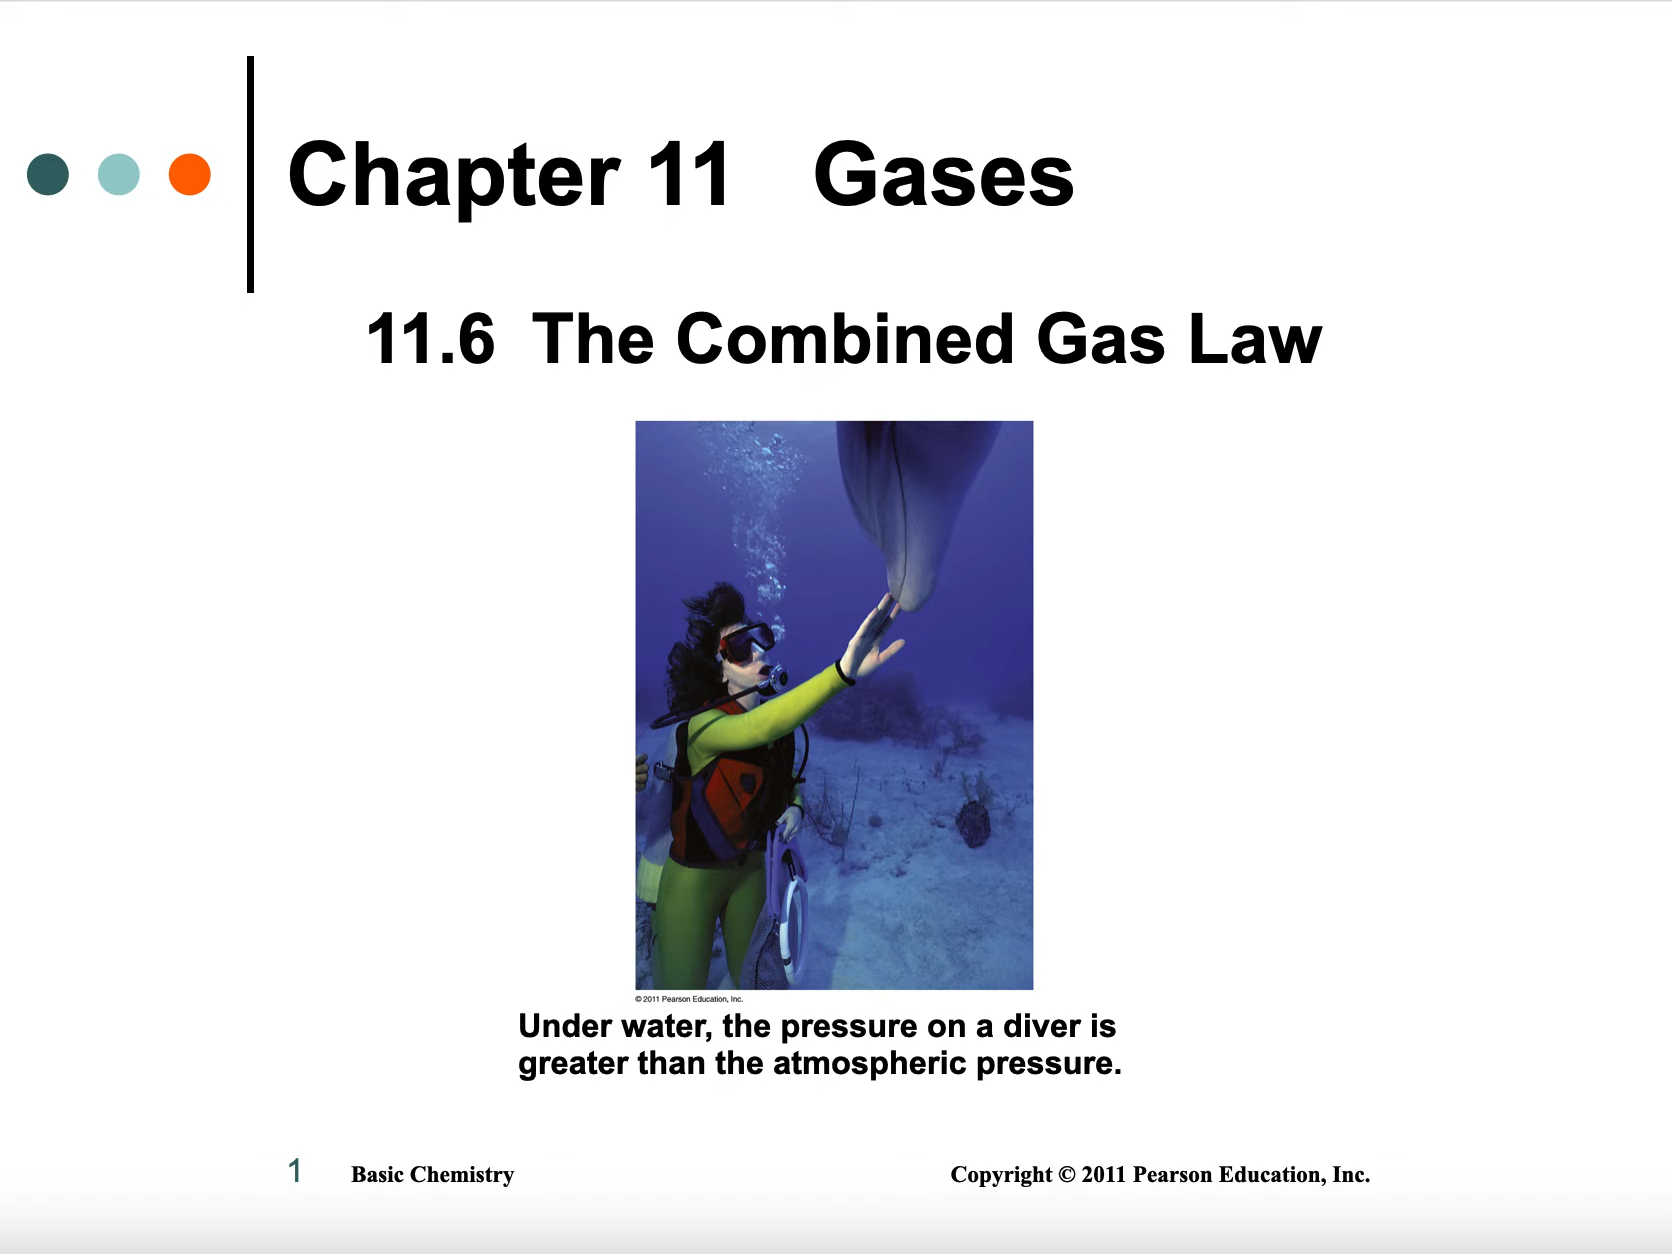 Chapter 11 Gases
11.6 The Combined Gas Law
© 2011 Pearson Education, Inc.
Under water, the pressure on a diver is
greater than the atmospheric pressure.
1 Basic Chemistry Copyright © 2011 Pearson Education, Inc.